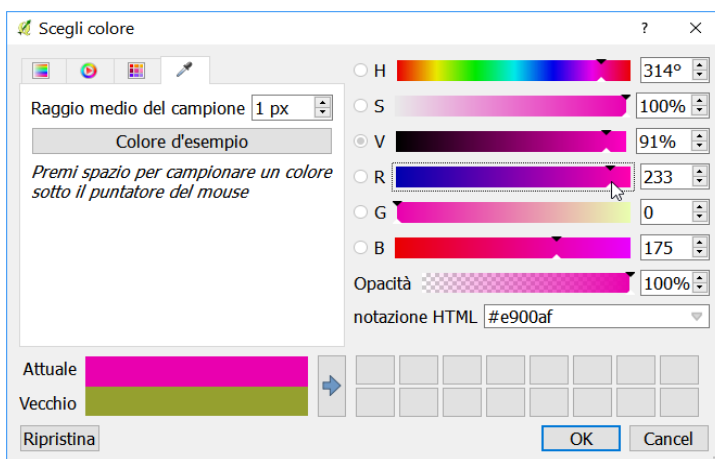 Scegli colore
?
Raggio medio del campione 1 px
Colore d'esempio
Premi spazio per campionare un colore
sotto il puntatore del mouse
H 314°
S 100%
V 91%
R 233
G 0
B 175
Opacità 100%
notazione HTML #e900af
Attuale
Vecchio
Ripristina
OK
Cancel